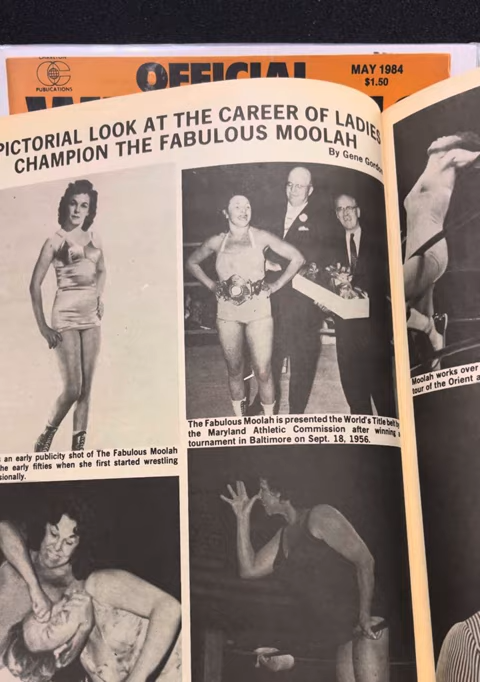 PUBLICATIONS
OFFICIAL
MAY 1984
$1.50
PICTORIAL LOOK AT THE CAREER OF LADIES
CHAMPION THE FABULOUS MOOLAH
By Gene Gordon
an early publicity shot of The Fabulous Moolah
he early fifties when she first started wrestling
sionally.
The Fabulous Moolah is presented the World's Title belt by
the Maryland Athletic Commission after winning a
tournament in Baltimore on Sept. 18, 1956.
Moolah works over
tour of the Orient a